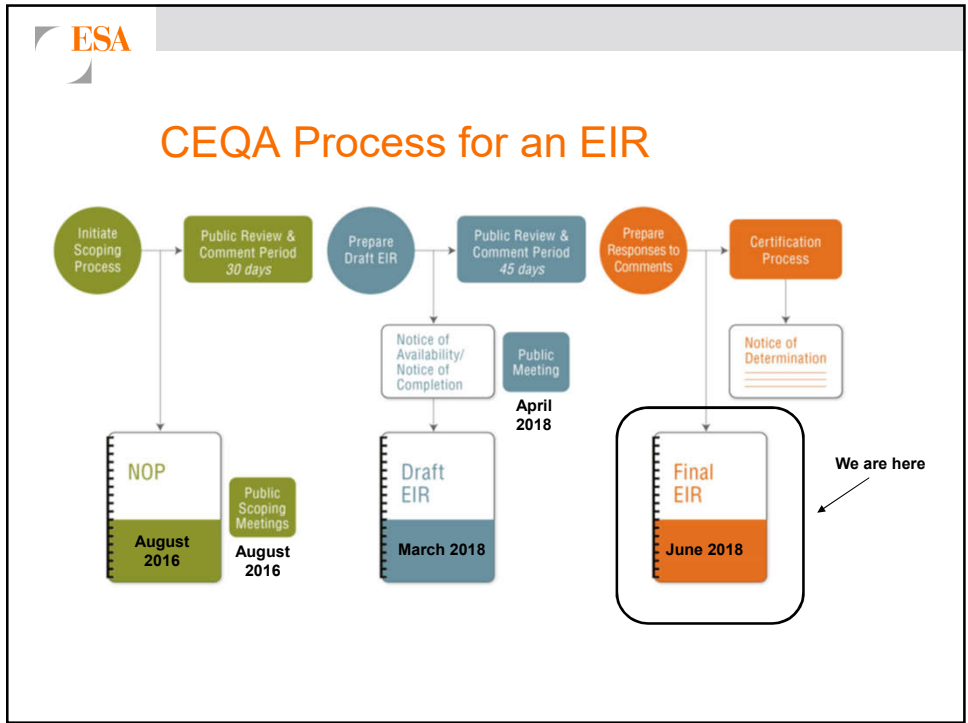 ESA
CEQA Process for an EIR
Initiate
Scoping
Process
Public Review &
Comment Period
30 days
Prepare
Draft EIR
Public Review &
Comment Period
45 days
Prepare
Responses to
Comments
Certification
Process
Notice of
Availability/
Notice of
Completion
Public
Meeting
April
2018
Notice of
Determination
NOP
August
2016
Public
Scoping
Meetings
August
2016
Draft
EIR
March 2018
Final
EIR
June 2018
We are here